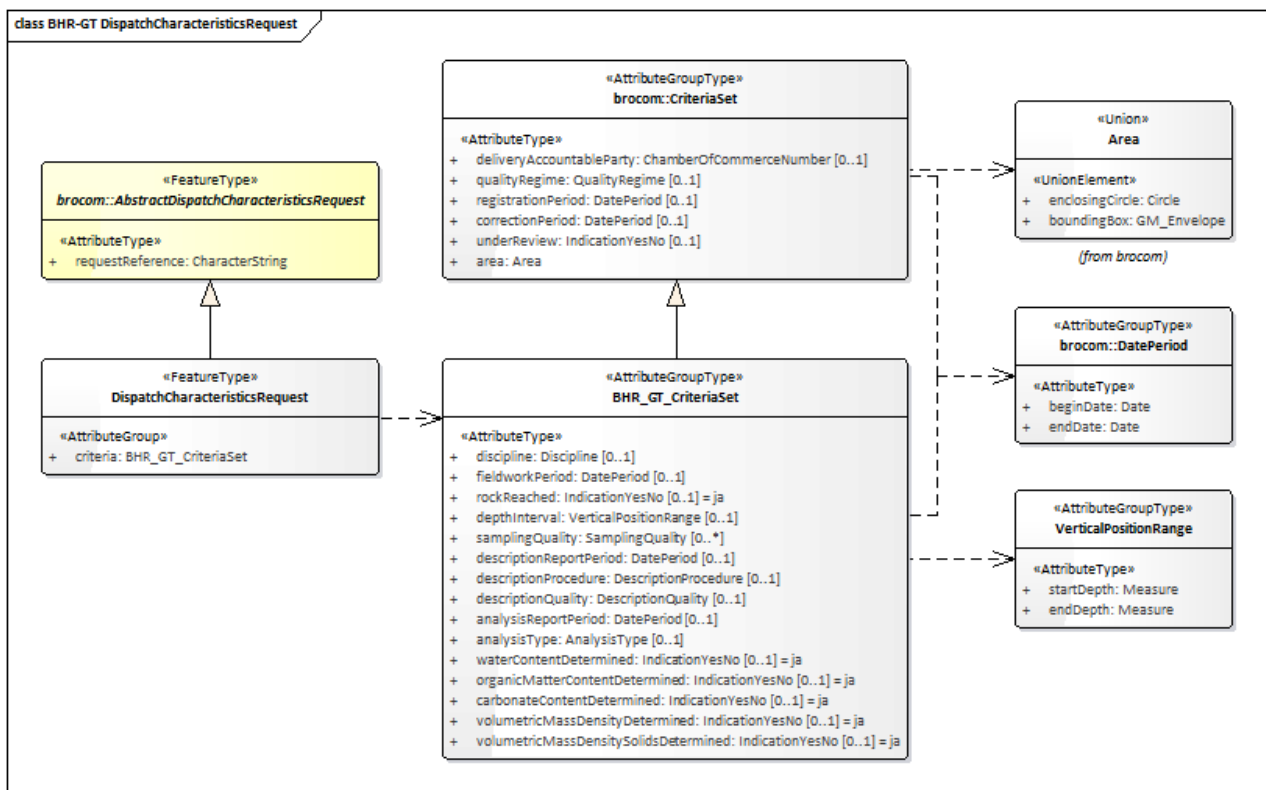 class BHR-GT DispatchCharacteristicsRequest
«FeatureType»
brocom::AbstractDispatchCharacteristicsRequest
«AttributeType»
+ requestReference: CharacterString
«FeatureType»
DispatchCharacteristicsRequest
«AttributeGroup»
+ criteria: BHR_GT_CriteriaSet
«AttributeGroupType»
brocom::CriteriaSet
«AttributeType»
+ deliveryAccountableParty: ChamberOfCommerceNumber [0..1]
+ qualityRegime: QualityRegime [0..1]
+ registrationPeriod: DatePeriod [0..1]
+ correctionPeriod: DatePeriod [0..1]
+ underReview: IndicationYesNo [0..1]
+ area: Area
«AttributeGroupType»
BHR_GT_CriteriaSet
«AttributeType»
+ discipline: Discipline [0..1]
+ fieldworkPeriod: DatePeriod [0..1]
+ rockReached: IndicationYesNo [0..1] = ja
+ depthInterval: VerticalPositionRange [0..1]
+ samplingQuality: SamplingQuality [0..*]
+ descriptionReportPeriod: DatePeriod [0..1]
+ descriptionProcedure: DescriptionProcedure [0..1]
+ descriptionQuality: DescriptionQuality [0..1]
+ analysisReportPeriod: DatePeriod [0..1]
+ analysisType: AnalysisType [0..1]
+ waterContentDetermined: IndicationYesNo [0..1] = ja
+ organicMatterContentDetermined: IndicationYesNo [0..1] = ja
+ carbonateContentDetermined: IndicationYesNo [0..1] = ja
+ volumetricMassDensityDetermined: IndicationYesNo [0..1] = ja
+ volumetricMassDensitySolidsDetermined: IndicationYesNo [0..1] = ja
«Union»
Area
«UnionElement»
+ enclosingCircle: Circle
+ boundingBox: GM_Envelope
(from brocom)
«AttributeGroupType»
brocom::DatePeriod
«AttributeType»
+ beginDate: Date
+ endDate: Date
«AttributeGroupType»
VerticalPositionRange
«AttributeType»
+ startDepth: Measure
+ endDepth: Measure